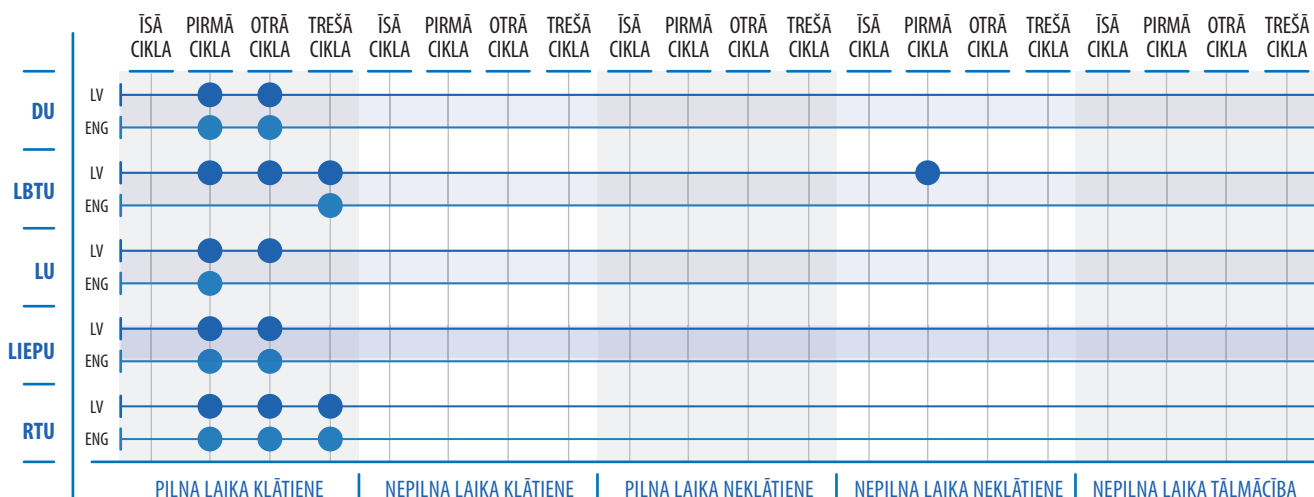 ĪSĀ CIKLA PIRMĀ CIKLA OTRĀ CIKLA TREŠĀ CIKLA ĪSĀ CIKLA PIRMĀ CIKLA OTRĀ CIKLA TREŠĀ CIKLA ĪSĀ CIKLA PIRMĀ CIKLA OTRĀ CIKLA TREŠĀ CIKLA ĪSĀ CIKLA PIRMĀ CIKLA OTRĀ CIKLA TREŠĀ CIKLA ĪSĀ CIKLA PIRMĀ CIKLA OTRĀ CIKLA TREŠĀ CIKLA
DU
LV
ENG
LBTU
LV
ENG
LU
LV
ENG
LIEPU
LV
ENG
RTU
LV
ENG
PILNA LAIKA KLĀTIENE NEPILNA LAIKA KLĀTIENE PILNA LAIKA NEKLĀTIENE NEPILNA LAIKA NEKLĀTIENE NEPILNA LAIKA TĀLMĀCĪBA